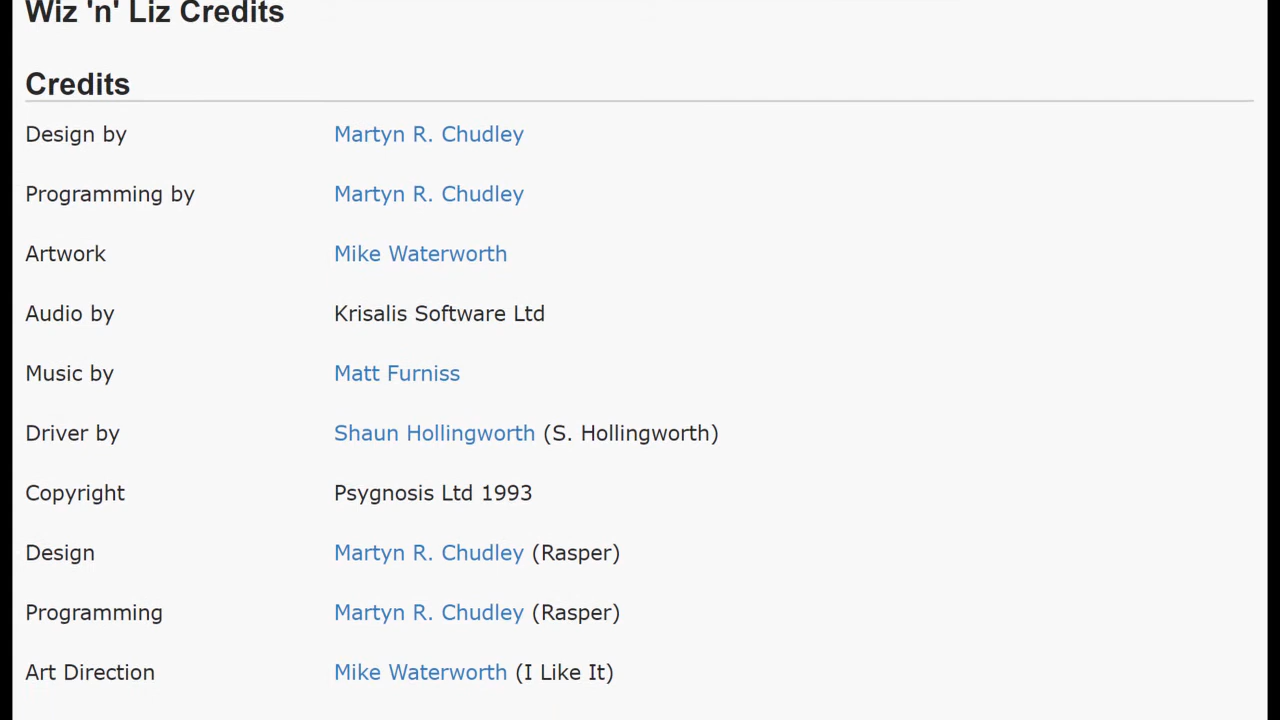 Wiz 'n' Liz Credits
Credits
Design by Martyn R. Chudley
Programming by Martyn R. Chudley
Artwork Mike Waterworth
Audio by Krisalis Software Ltd
Music by Matt Furniss
Driver by Shaun Hollingworth (S. Hollingworth)
Copyright Psygnosis Ltd 1993
Design Martyn R. Chudley (Rasper)
Programming Martyn R. Chudley (Rasper)
Art Direction Mike Waterworth (I Like It)